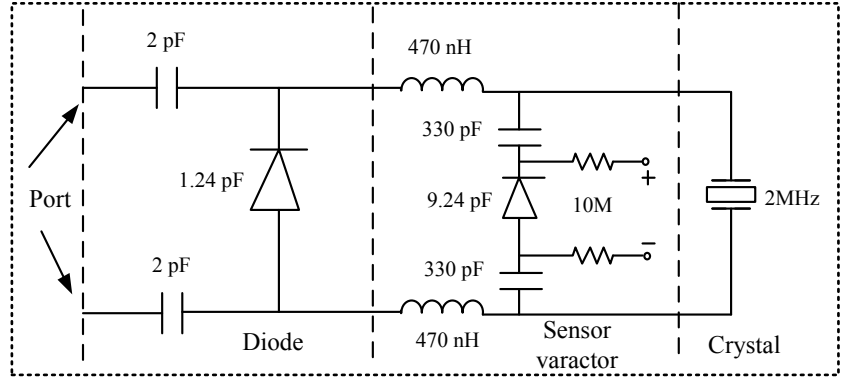 2 pF
470 nH
330 pF
1.24 pF
+
Port
9.24 pF
10M
2MHz
−
2 pF
330 pF
Diode
470 nH
Sensor
varactor
Crystal